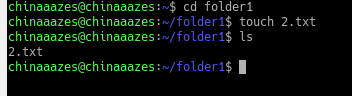 chinaaazes@chinaaazes:~$ cd folder1
chinaaazes@chinaaazes:~/folder1$ touch 2.txt
chinaaazes@chinaaazes:~/folder1$ ls
2.txt
chinaaazes@chinaaazes:~/folder1$